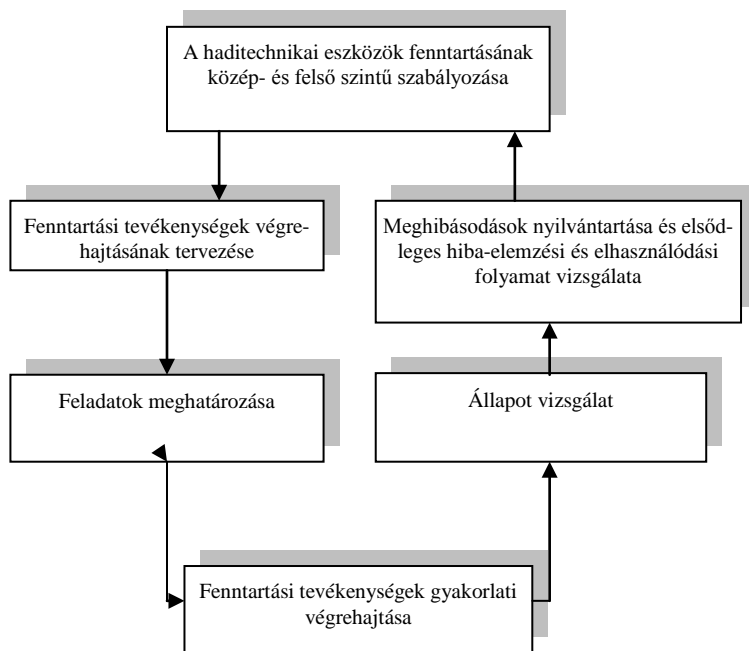 A haditechnikai eszközök fenntartásának
közép- és felső szintű szabályozása
Fenntartási tevékenységek végre-
hajtásának tervezése
Meghibásodások nyilvántartása és elsőd-
leges hiba-elemzési és elhasználódási
folyamat vizsgálata
Feladatok meghatározása
Állapot vizsgálat
Fenntartási tevékenységek gyakorlati
végrehajtása